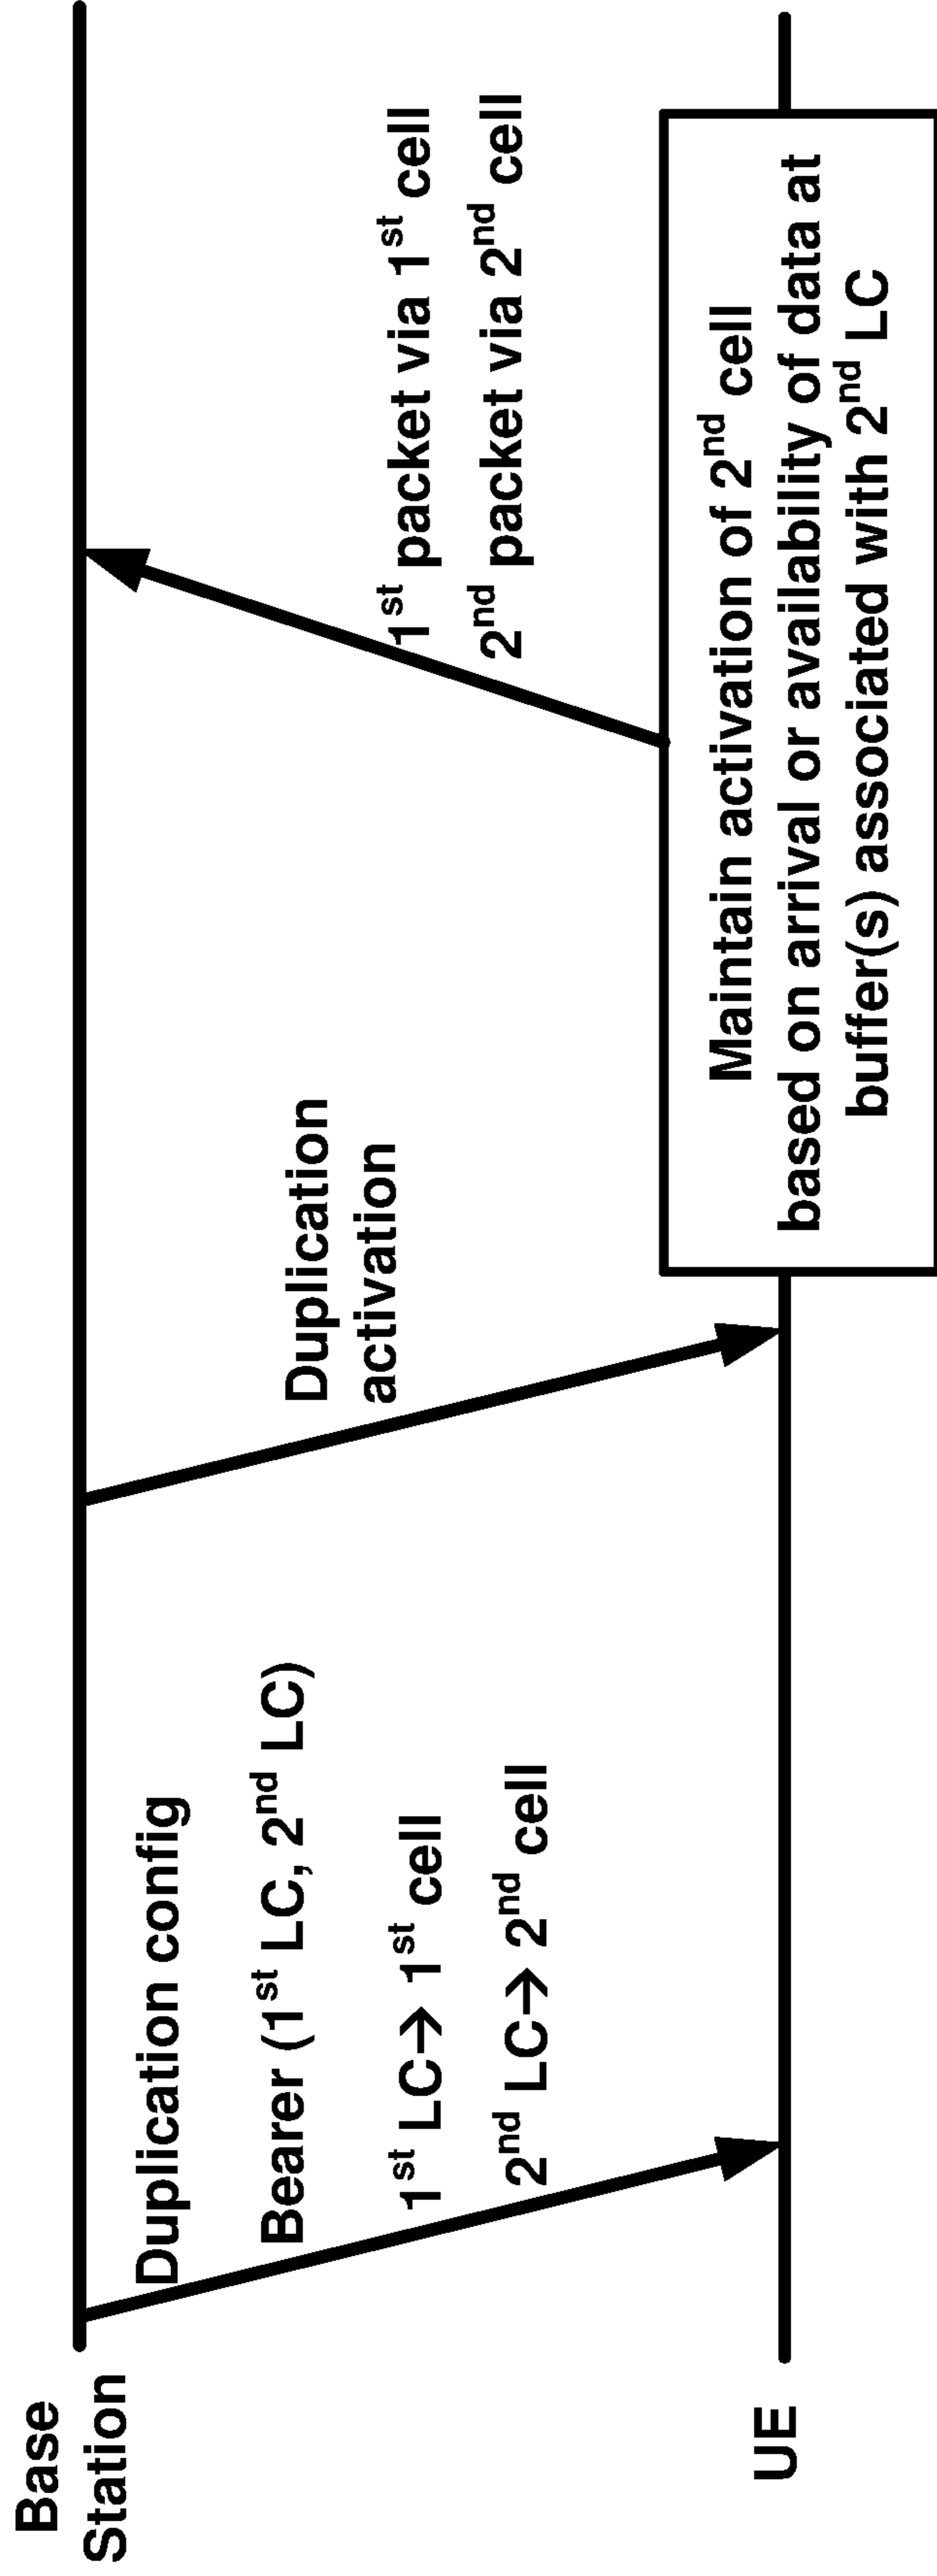 Base
Station
Duplication config
Bearer (1st LC, 2nd LC)
1st LC→ 1st cell
2nd LC→ 2nd cell
Duplication
activation
1st packet via 1st cell
2nd packet via 2nd cell
UE
Maintain activation of 2nd cell
based on arrival or availability of data at
buffer(s) associated with 2nd LC